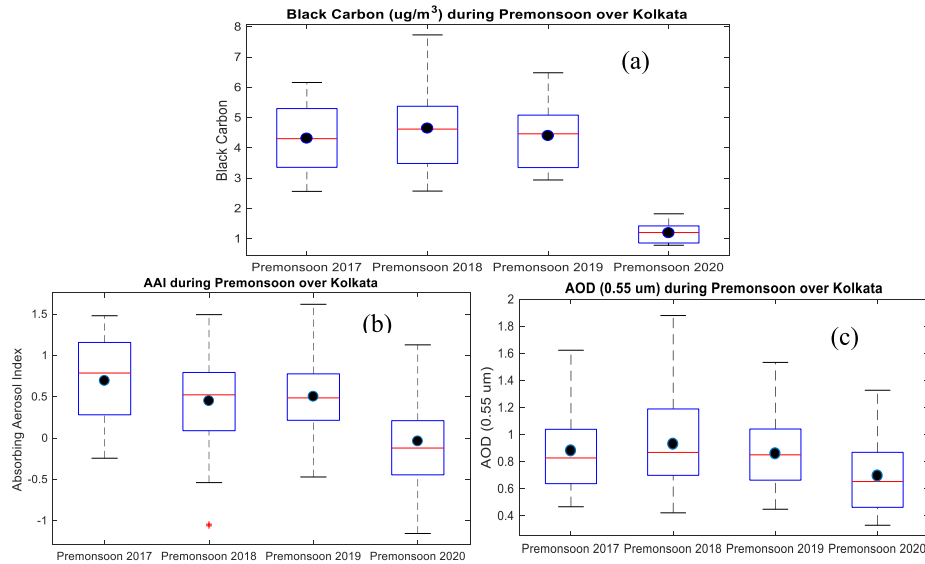 Black Carbon (ug/m³) during Premonsoon over Kolkata
(a)
Black Carbon
8
7
6
5
4
3
2
1
Premonsoon 2017 Premonsoon 2018 Premonsoon 2019 Premonsoon 2020
AAI during Premonsoon over Kolkata
(b)
Absorbing Aerosol Index
1.5
1
0.5
0
-0.5
-1
Premonsoon 2017 Premonsoon 2018 Premonsoon 2019 Premonsoon 2020
AOD (0.55 um) during Premonsoon over Kolkata
(c)
AOD (0.55 um)
2
1.8
1.6
1.4
1.2
1
0.8
0.6
0.4
Premonsoon 2017 Premonsoon 2018 Premonsoon 2019 Premonsoon 2020